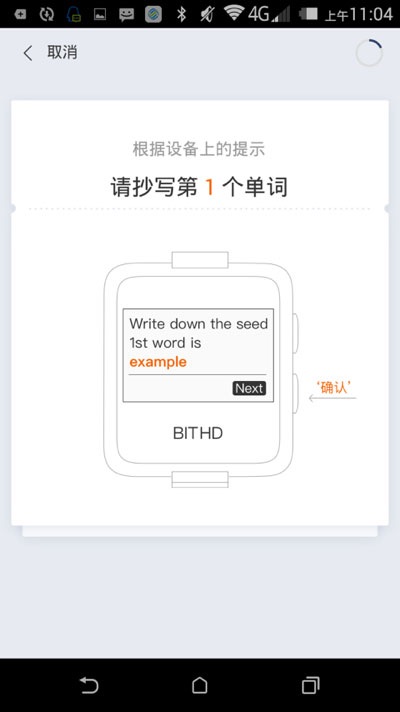 4G 上午11:04
取消
根据设备上的提示
请抄写第 1 个单词
Write down the seed
1st word is
example
Next
‘确认’
BITHD